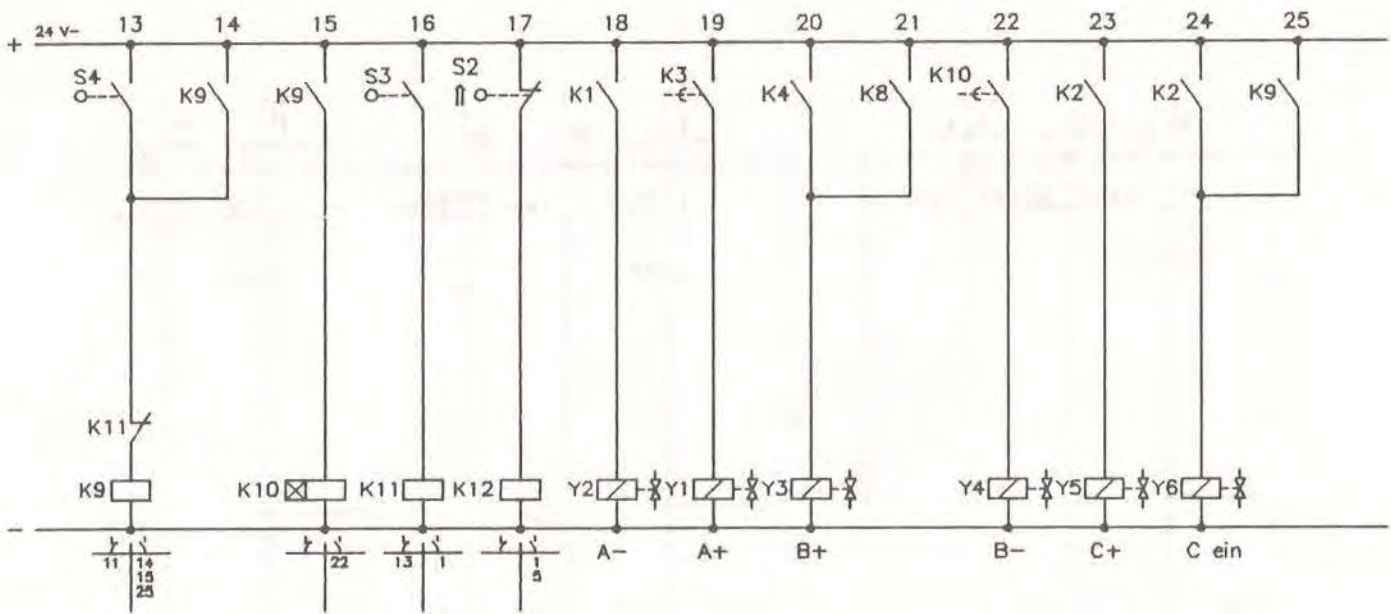 13 14 15 16 17 18 19 20 21 22 23 24 25
+ 24 V-
S4 K9 K9 S3 S2 K1 K3 K4 K8 K10 K2 K2 K9
K11
K9 K10 K11 K12 Y2 Y1 Y3 Y4 Y5 Y6
-
11 14 22 13 1 1 A- A+ B+ B- C+ C ein
15 5
25